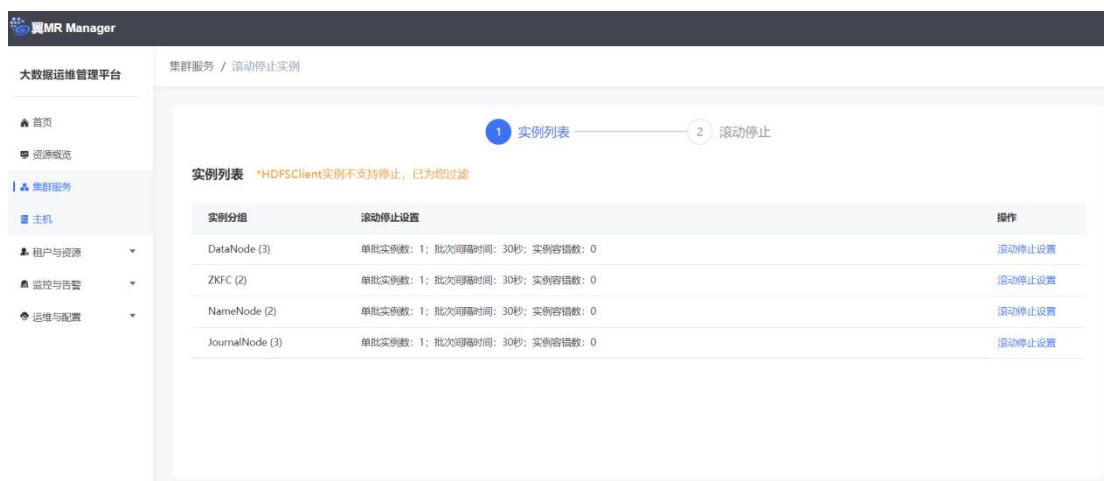 翼MR Manager
大数据运维管理平台
集群服务 / 滚动停止实例
首页
资源概览
集群服务
主机
租户与资源
监控与告警
运维与配置
1 实例列表 2 滚动停止
实例列表 *HDFSClient实例不支持停止，已为您过滤
实例分组 滚动停止设置 操作
DataNode (3) 单批实例数：1；批次间隔时间：30秒；实例容错数：0 滚动停止设置
ZKFC (2) 单批实例数：1；批次间隔时间：30秒；实例容错数：0 滚动停止设置
NameNode (2) 单批实例数：1；批次间隔时间：30秒；实例容错数：0 滚动停止设置
JournalNode (3) 单批实例数：1；批次间隔时间：30秒；实例容错数：0 滚动停止设置